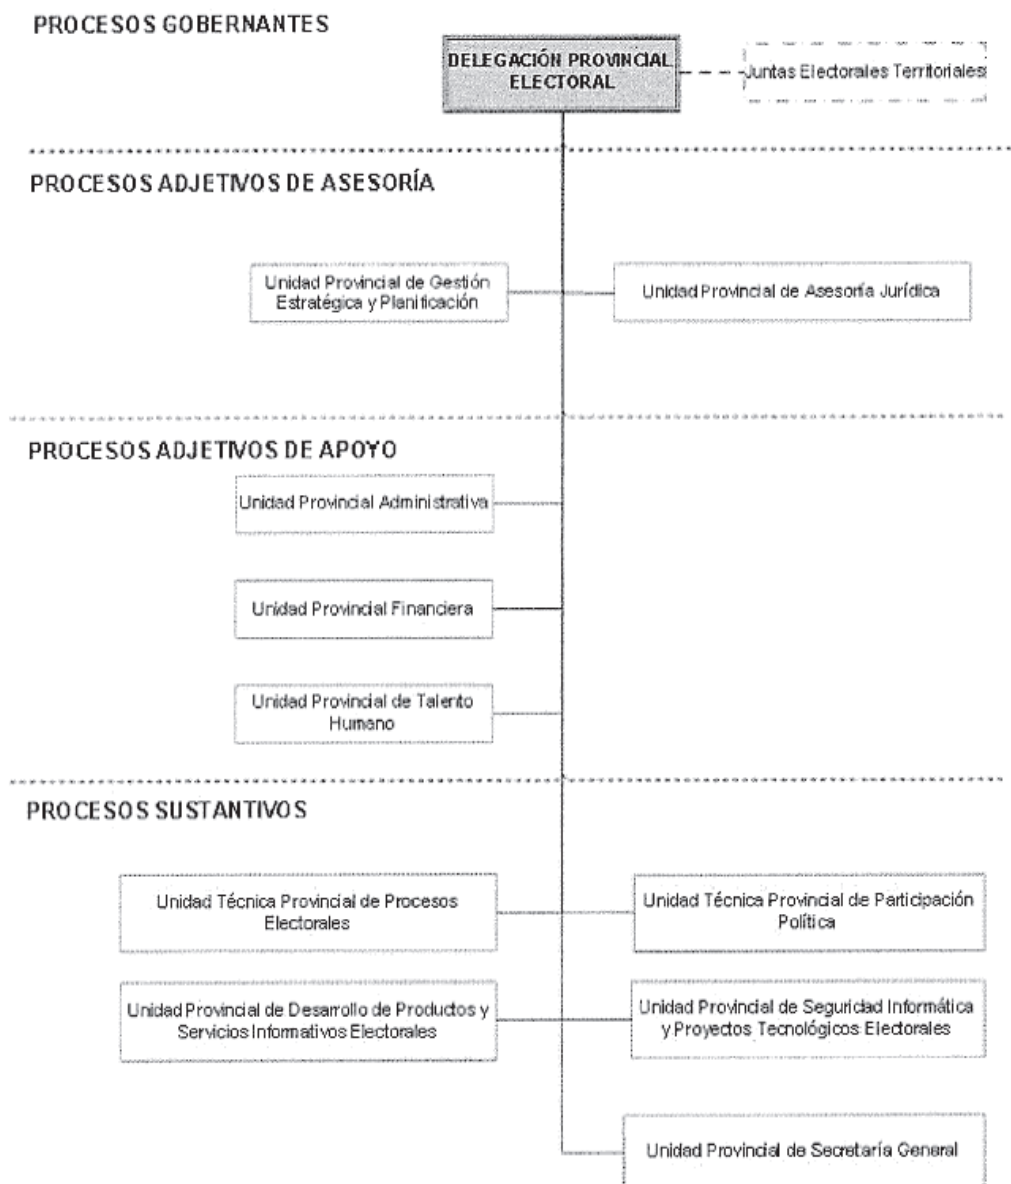 PROCESOS GOBERNANTES
DELEGACIÓN PROVINCIAL
ELECTORAL
Juntas Electorales Territoriales
PROCESOS ADJETIVOS DE ASESORÍA
Unidad Provincial de Gestión
Estratégica y Planificación
Unidad Provincial de Asesoría Jurídica
PROCESOS ADJETIVOS DE APOYO
Unidad Provincial Administrativa
Unidad Provincial Financiera
Unidad Provincial de Talento
Humano
PROCESOS SUSTANTIVOS
Unidad Técnica Provincial de Procesos
Electorales
Unidad Técnica Provincial de Participación
Política
Unidad Provincial de Desarrollo de Productos y
Servicios Informativos Electorales
Unidad Provincial de Seguridad Informática
y Proyectos Tecnológicos Electorales
Unidad Provincial de Secretaría General